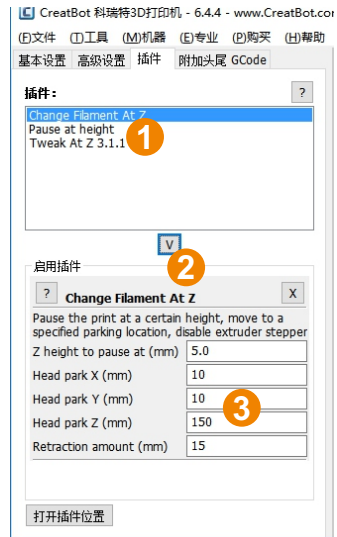 CreatBot 科瑞特3D打印机 - 6.4.4 - www.CreatBot.com
(F)文件 (T)工具 (M)机器 (E)专业 (P)购买 (H)帮助
基本设置 高级设置 插件 附加头尾 GCode
插件: ?
Change Filament At Z
Pause at height
Tweak At Z 3.1.1
1
V
2
启用插件
? Change Filament At Z X
Pause the print at a certain height, move to a
specified parking location, disable extruder stepper
Z height to pause at (mm) 5.0
Head park X (mm) 10
Head park Y (mm) 10
3
Head park Z (mm) 150
Retraction amount (mm) 15
打开插件位置